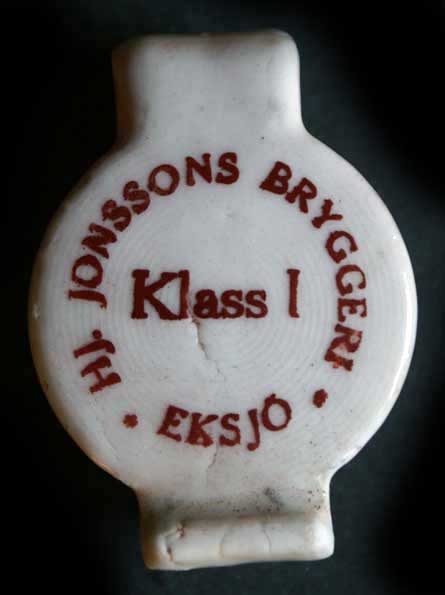 HJ. JONSSONS BRYGGERI
Klass I
• EKSJÖ •